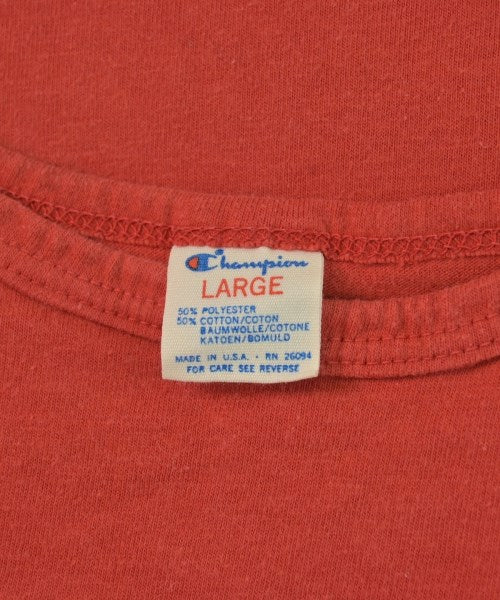 Champion
LARGE
50% POLYESTER
50% COTTON/COTON
BAUMWOLLE/COTONE
KATOEN/BOMULD
MADE IN U.S.A. · RN 26094
FOR CARE SEE REVERSE